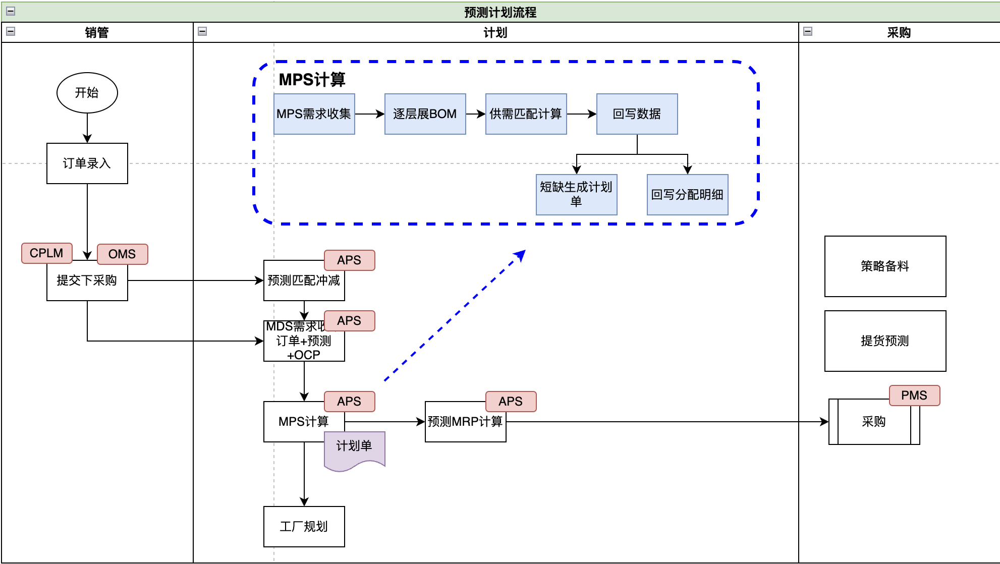 预测计划流程
销管
计划
采购
开始
订单录入
CPLM
OMS
提交下采购
MPS计算
MPS需求收集
逐层展BOM
供需匹配计算
回写数据
短缺生成计划
单
回写分配明细
APS
预测匹配冲减
APS
MDS需求收
订单+预测
+OCP
APS
MPS计算
计划单
APS
预测MRP计算
工厂规划
策略备料
提货预测
PMS
采购